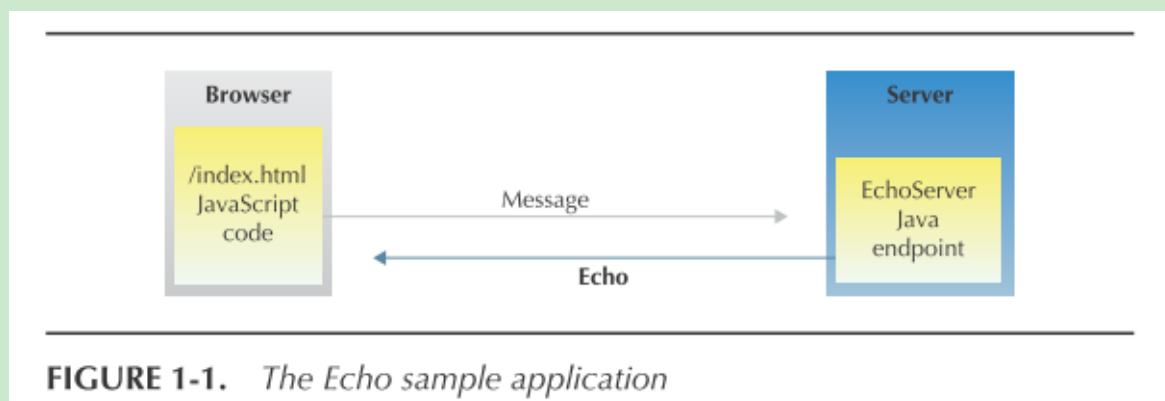 Browser
/index.html
JavaScript
code
Message
Echo
Server
EchoServer
Java
endpoint
FIGURE 1-1. The Echo sample application